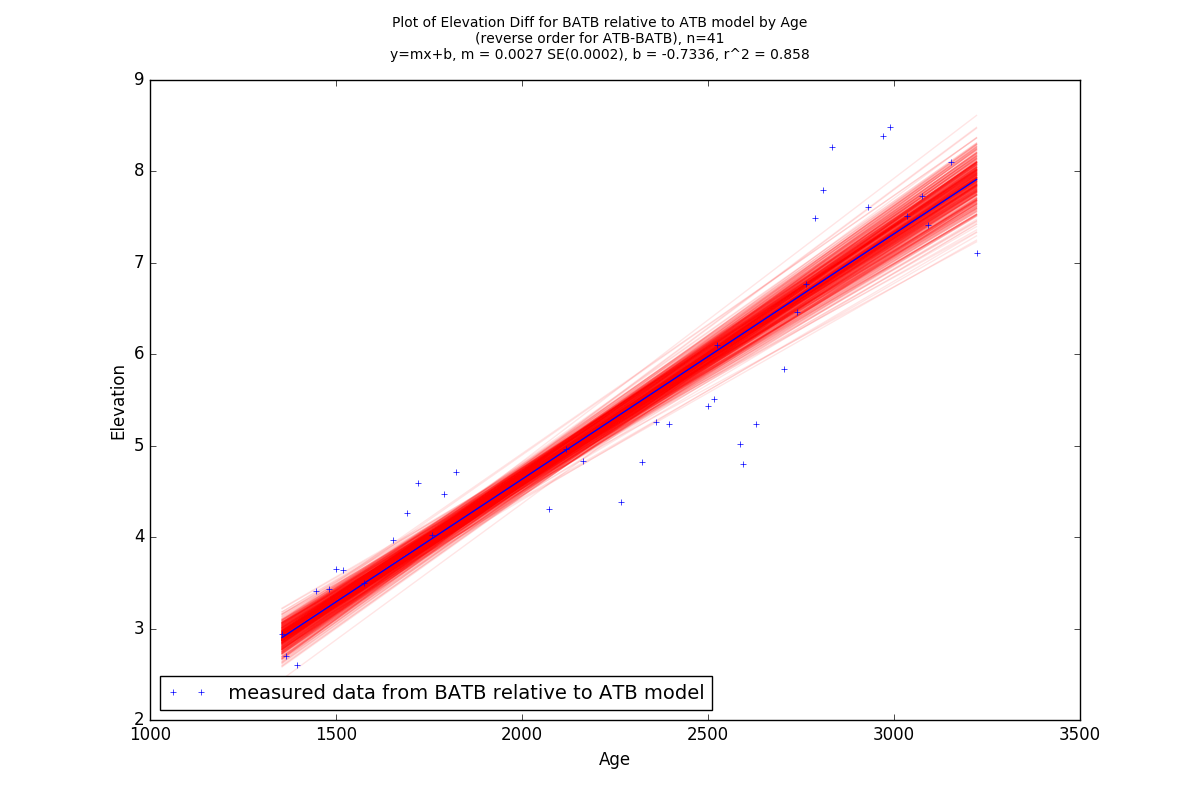 Plot of Elevation Diff for BATB relative to ATB model by Age
(reverse order for ATB-BATB), n=41
y=mx+b, m = 0.0027 SE(0.0002), b = -0.7336, r^2 = 0.858
9
8
7
6
5
4
3
2
Elevation
measured data from BATB relative to ATB model
1000 1500 2000 2500 3000 3500
Age